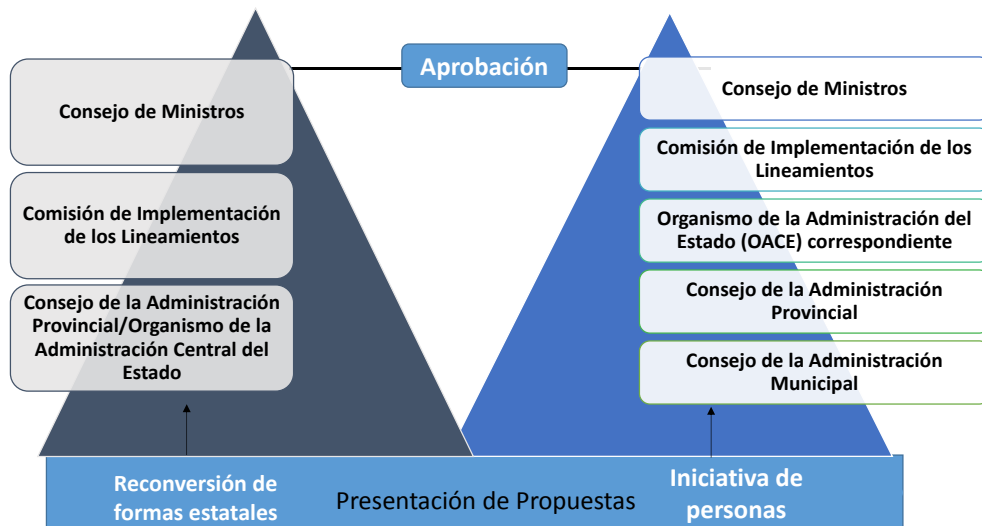 Aprobación
Consejo de Ministros
Comisión de Implementación
de los Lineamientos
Consejo de la Administración
Provincial/Organismo de la
Administración Central del
Estado
Consejo de Ministros
Comisión de Implementación de los
Lineamientos
Organismo de la Administración del
Estado (OACE) correspondiente
Consejo de la Administración
Provincial
Consejo de la Administración
Municipal
Reconversión de
formas estatales
Presentación de Propuestas
Iniciativa de
personas